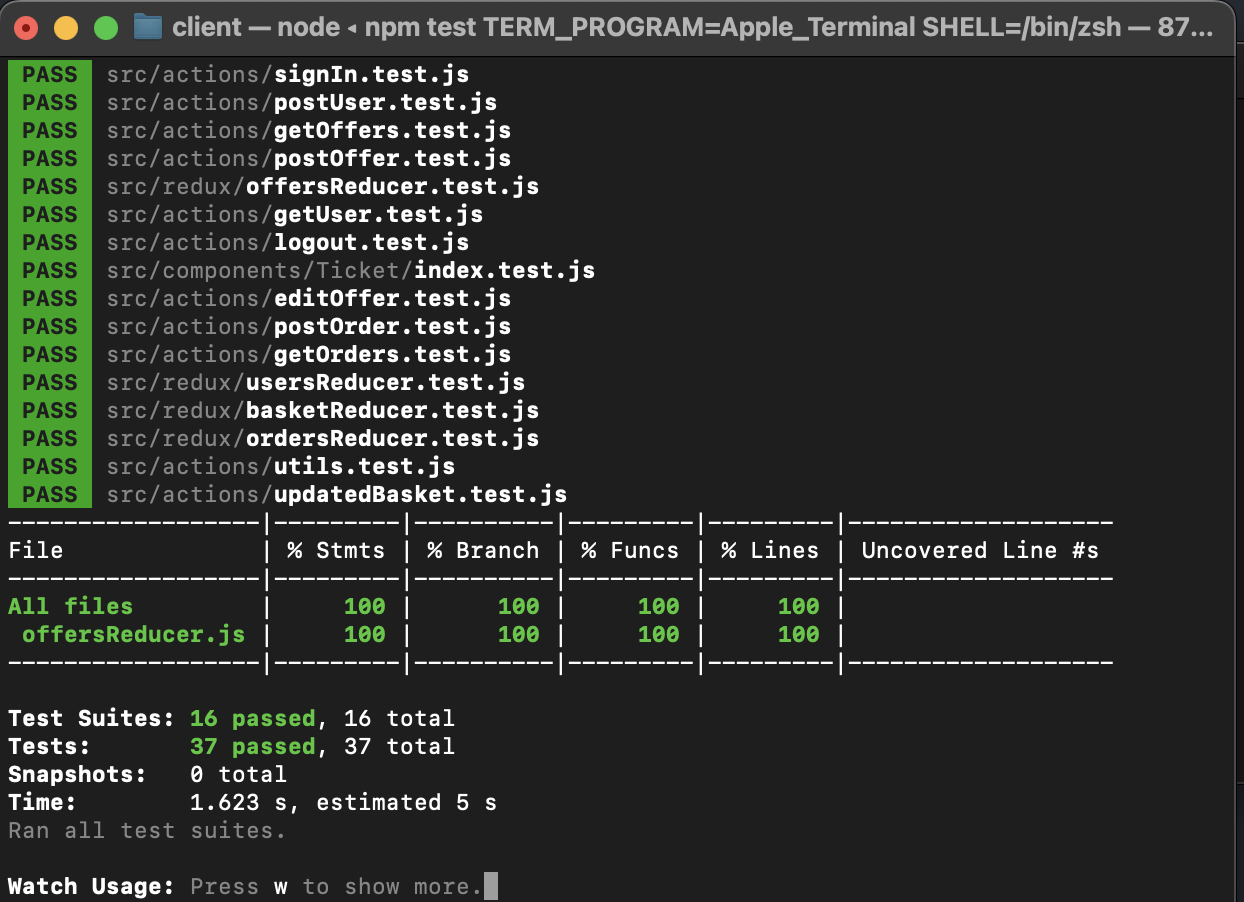 client — node ◂ npm test TERM_PROGRAM=Apple_Terminal SHELL=/bin/zsh — 87...
PASS src/actions/signIn.test.js
PASS src/actions/postUser.test.js
PASS src/actions/getOffers.test.js
PASS src/actions/postOffer.test.js
PASS src/redux/offersReducer.test.js
PASS src/actions/getUser.test.js
PASS src/actions/logout.test.js
PASS src/components/Ticket/index.test.js
PASS src/actions/editOffer.test.js
PASS src/actions/postOrder.test.js
PASS src/actions/getOrders.test.js
PASS src/redux/usersReducer.test.js
PASS src/redux/basketReducer.test.js
PASS src/redux/ordersReducer.test.js
PASS src/actions/utils.test.js
PASS src/actions/updatedBasket.test.js
------------------|---------|----------|---------|---------|-------------------
File              | % Stmts | % Branch | % Funcs | % Lines | Uncovered Line #s
------------------|---------|----------|---------|---------|-------------------
All files         |     100 |      100 |     100 |     100 |
 offersReducer.js |     100 |      100 |     100 |     100 |
------------------|---------|----------|---------|---------|-------------------
Test Suites: 16 passed, 16 total
Tests:       37 passed, 37 total
Snapshots:   0 total
Time:        1.623 s, estimated 5 s
Ran all test suites.
Watch Usage: Press w to show more.